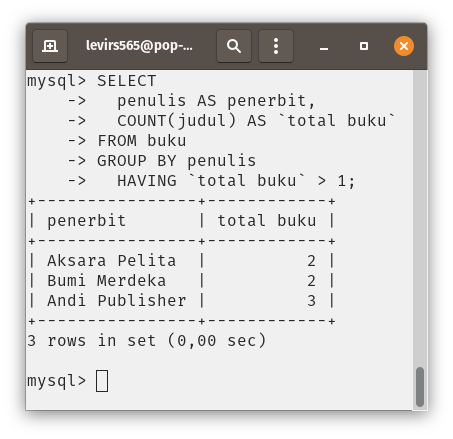 levirs565@pop-...
mysql> SELECT
    ->   penulis AS penerbit,
    ->   COUNT(judul) AS `total buku`
    -> FROM buku
    -> GROUP BY penulis
    ->   HAVING `total buku` > 1;
+----------------+------------+
| penerbit       | total buku |
+----------------+------------+
| Aksara Pelita  |          2 |
| Bumi Merdeka   |          2 |
| Andi Publisher |          3 |
+----------------+------------+
3 rows in set (0,00 sec)
mysql>